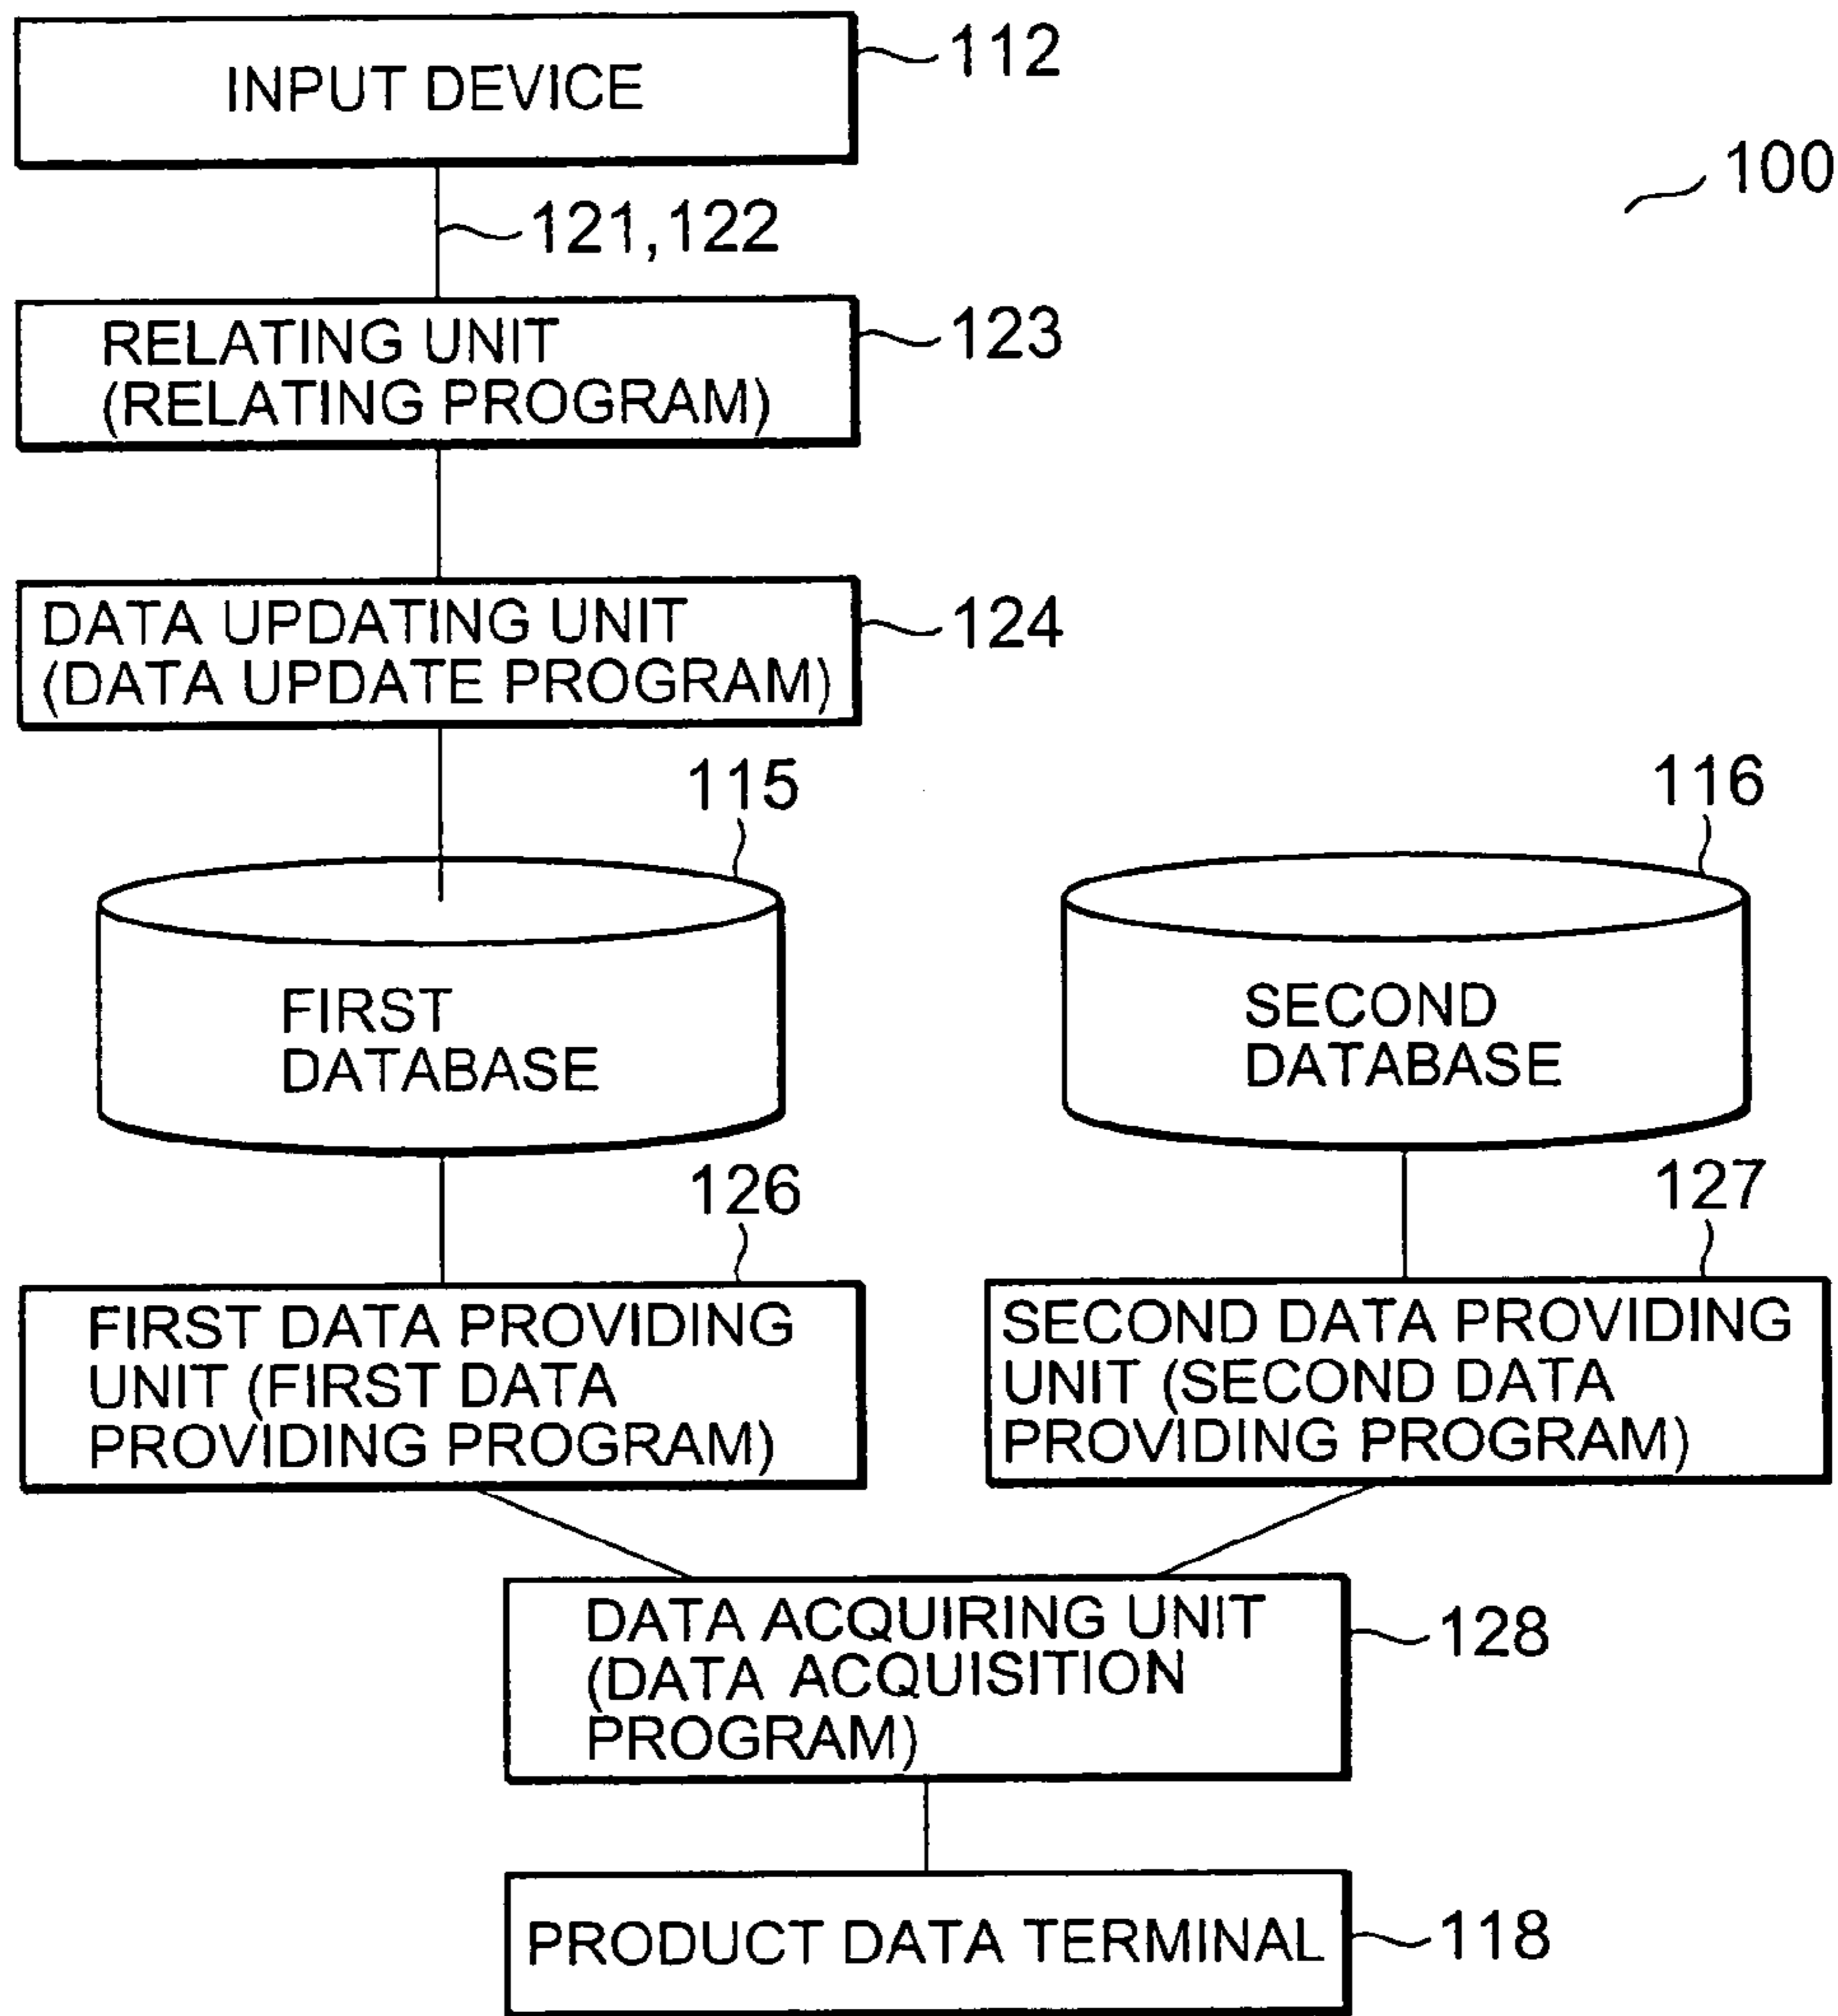 INPUT DEVICE
112
100
121,122
RELATING UNIT
(RELATING PROGRAM)
123
DATA UPDATING UNIT
(DATA UPDATE PROGRAM)
124
115
116
FIRST
DATABASE
SECOND
DATABASE
126
127
FIRST DATA PROVIDING
UNIT (FIRST DATA
PROVIDING PROGRAM)
SECOND DATA PROVIDING
UNIT (SECOND DATA
PROVIDING PROGRAM)
DATA ACQUIRING UNIT
(DATA ACQUISITION
PROGRAM)
128
PRODUCT DATA TERMINAL
118